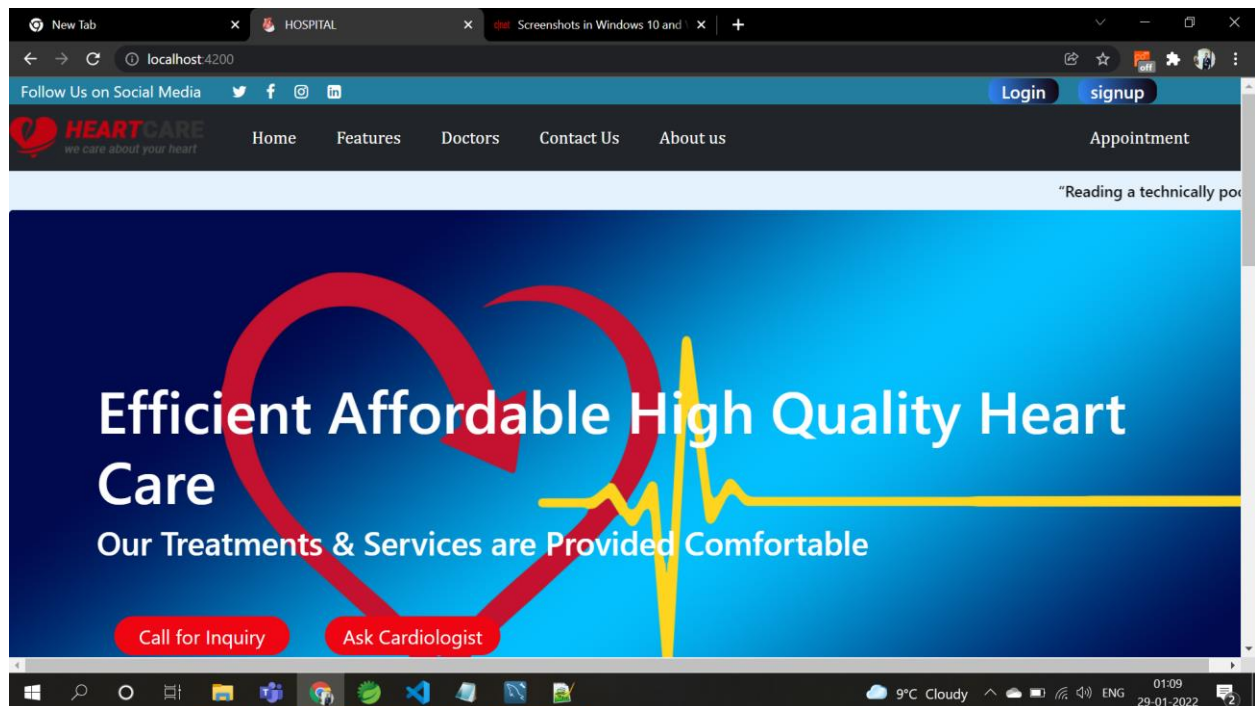 New Tab
HOSPITAL
Screenshots in Windows 10 and
localhost:4200
off
Follow Us on Social Media
Login
signup
HEARTCARE
we care about your heart
Home
Features
Doctors
Contact Us
About us
Appointment
“Reading a technically
Efficient Affordable High Quality Heart
Care
Our Treatments & Services are Provided Comfortable
Call for Inquiry
Ask Cardiologist
9°C Cloudy
ENG
01:09
29-01-2022
2